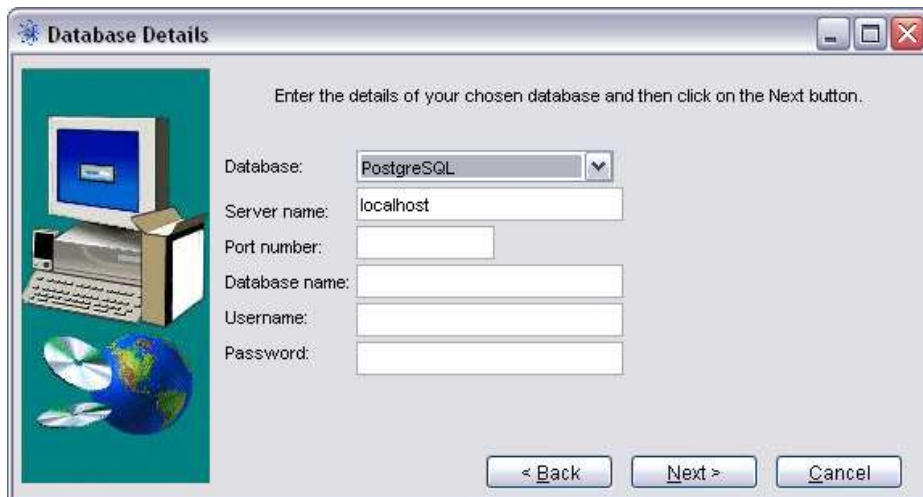 Database Details
Enter the details of your chosen database and then click on the Next button.
Database: PostgreSQL
Server name: localhost
Port number:
Database name:
Username:
Password:
< Back Next > Cancel